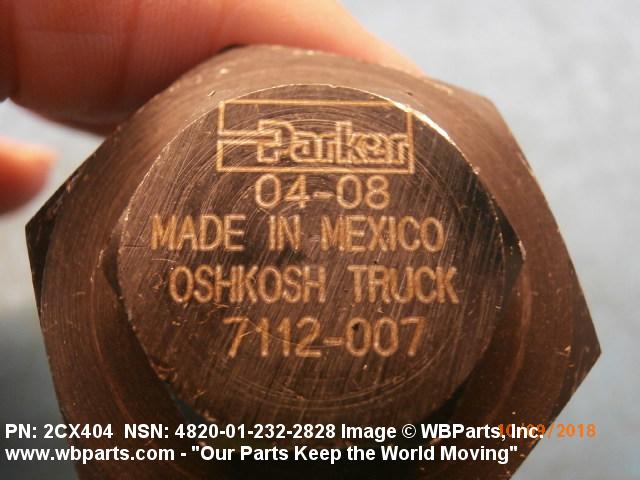 Parker
04-08
MADE IN MEXICO
OSHKOSH TRUCK
7112-007
PN: 2CX404 NSN: 4820-01-232-2828 Image © WBParts, Inc.
www.wbparts.com - "Our Parts Keep the World Moving"